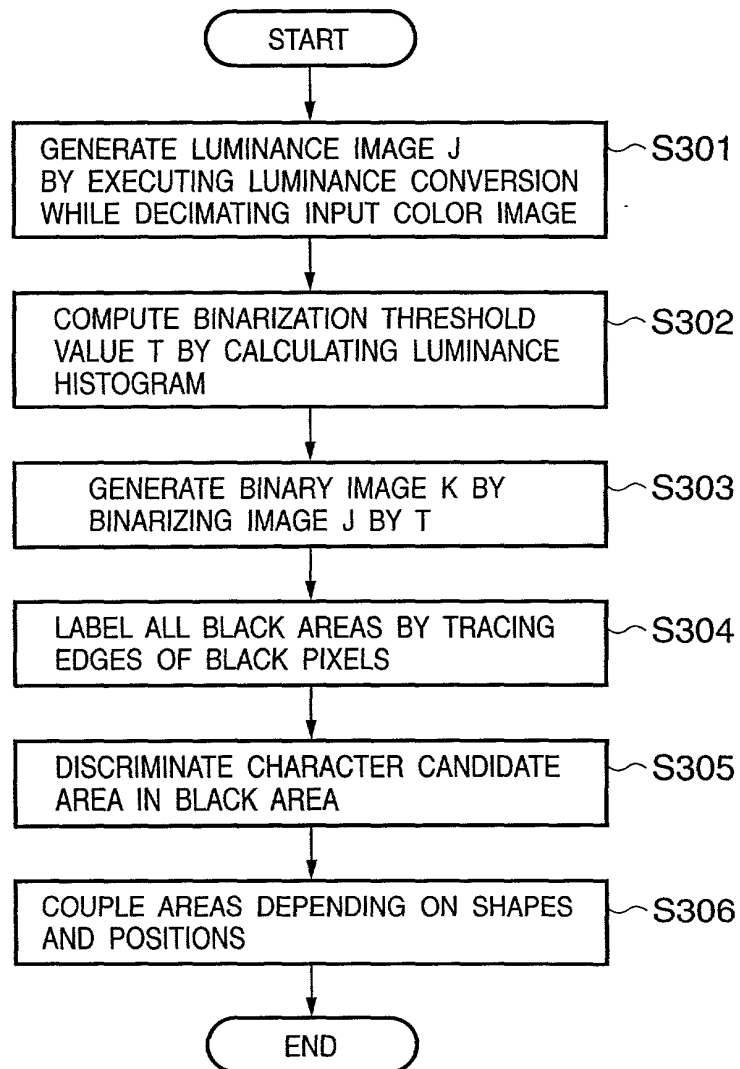 START
GENERATE LUMINANCE IMAGE J
BY EXECUTING LUMINANCE CONVERSION
WHILE DECIMATING INPUT COLOR IMAGE
S301
COMPUTE BINARIZATION THRESHOLD
VALUE T BY CALCULATING LUMINANCE
HISTOGRAM
S302
GENERATE BINARY IMAGE K BY
BINARIZING IMAGE J BY T
S303
LABEL ALL BLACK AREAS BY TRACING
EDGES OF BLACK PIXELS
S304
DISCRIMINATE CHARACTER CANDIDATE
AREA IN BLACK AREA
S305
COUPLE AREAS DEPENDING ON SHAPES
AND POSITIONS
S306
END